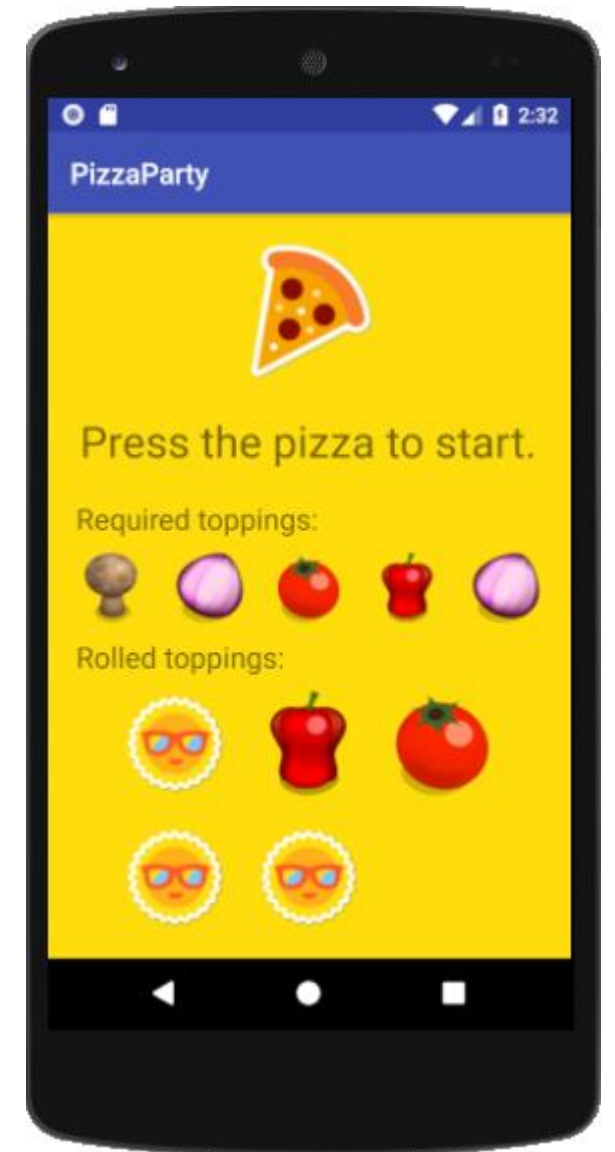 2:32
PizzaParty
Press the pizza to start.
Required toppings:
Rolled toppings: